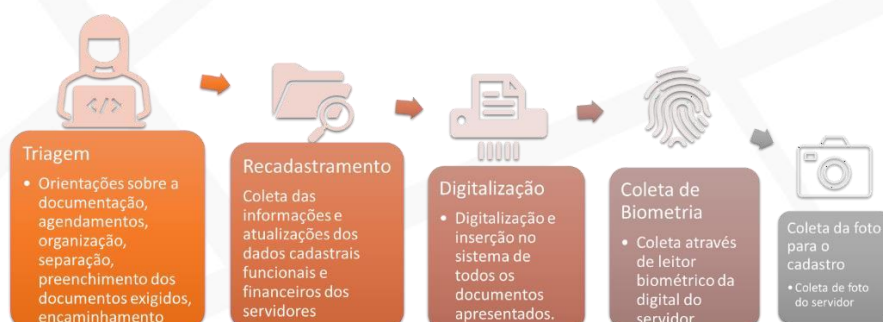 Triagem
• Orientações sobre a
documentação,
agendamentos,
organização,
separação,
preenchimento dos
documentos exigidos,
encaminhamento
Recadastramento
Coleta das
informações e
atualizações dos
dados cadastrais
funcionais e
financeiros dos
servidores
Digitalização
• Digitalização e
inserção no
sistema de
todos os
documentos
apresentados.
Coleta de
Biometria
• Coleta através
de leitor
biométrico da
digital do
servidor
Coleta da foto
para o
cadastro
• Coleta de foto
do servidor